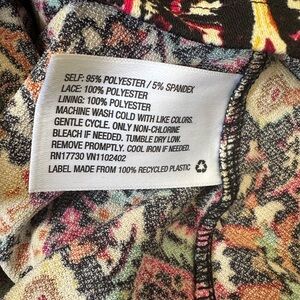 SELF: 95% POLYESTER / 5% SPANDEX
LACE: 100% POLYESTER
LINING: 100% POLYESTER
MACHINE WASH COLD WITH LIKE COLORS.
GENTLE CYCLE. ONLY NON-CHLORINE
BLEACH IF NEEDED. TUMBLE DRY LOW.
REMOVE PROMPTLY. COOL IRON IF NEEDED.
RN17730 VN1102402
LABEL MADE FROM 100% RECYCLED PLASTIC